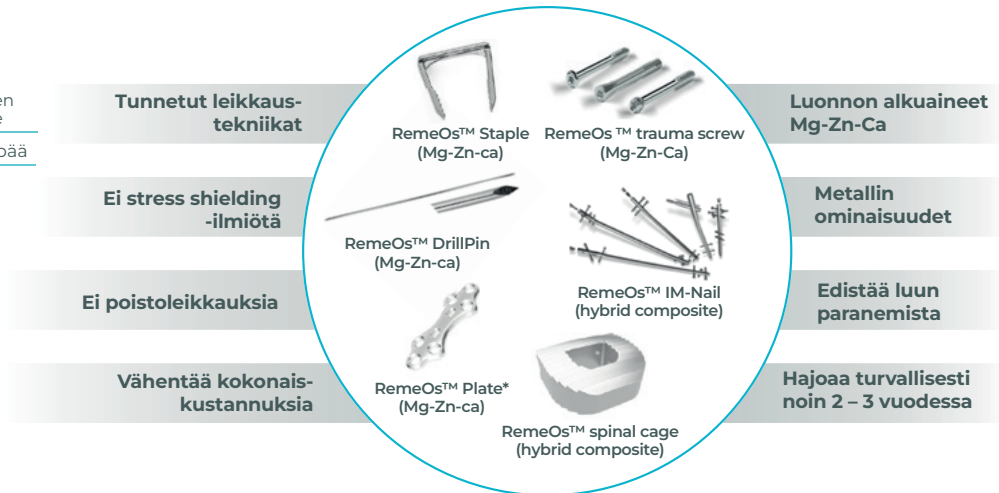 Tunnetut leikkaus-
tekniikat
Ei stress shielding
-ilmiötä
Ei poistoleikkauksia
Vähentää kokonais-
kustannuksia
RemeOs™ Staple
(Mg-Zn-ca)
RemeOs ™ trauma screw
(Mg-Zn-Ca)
RemeOs™ DrillPin
(Mg-Zn-ca)
RemeOs™ IM-Nail
(hybrid composite)
RemeOs™ Plate*
(Mg-Zn-ca)
RemeOs™ spinal cage
(hybrid composite)
Luonnon alkuaineet
Mg-Zn-Ca
Metallin
ominaisuudet
Edistää luun
paranemista
Hajoaa turvallisesti
noin 2 – 3 vuodessa